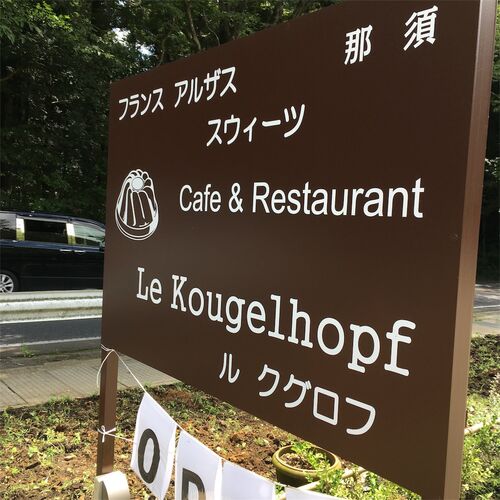 那須
フランス アルザス
スウィーツ
Cafe & Restaurant
Le Kougelhopf
ル クグロフ
O